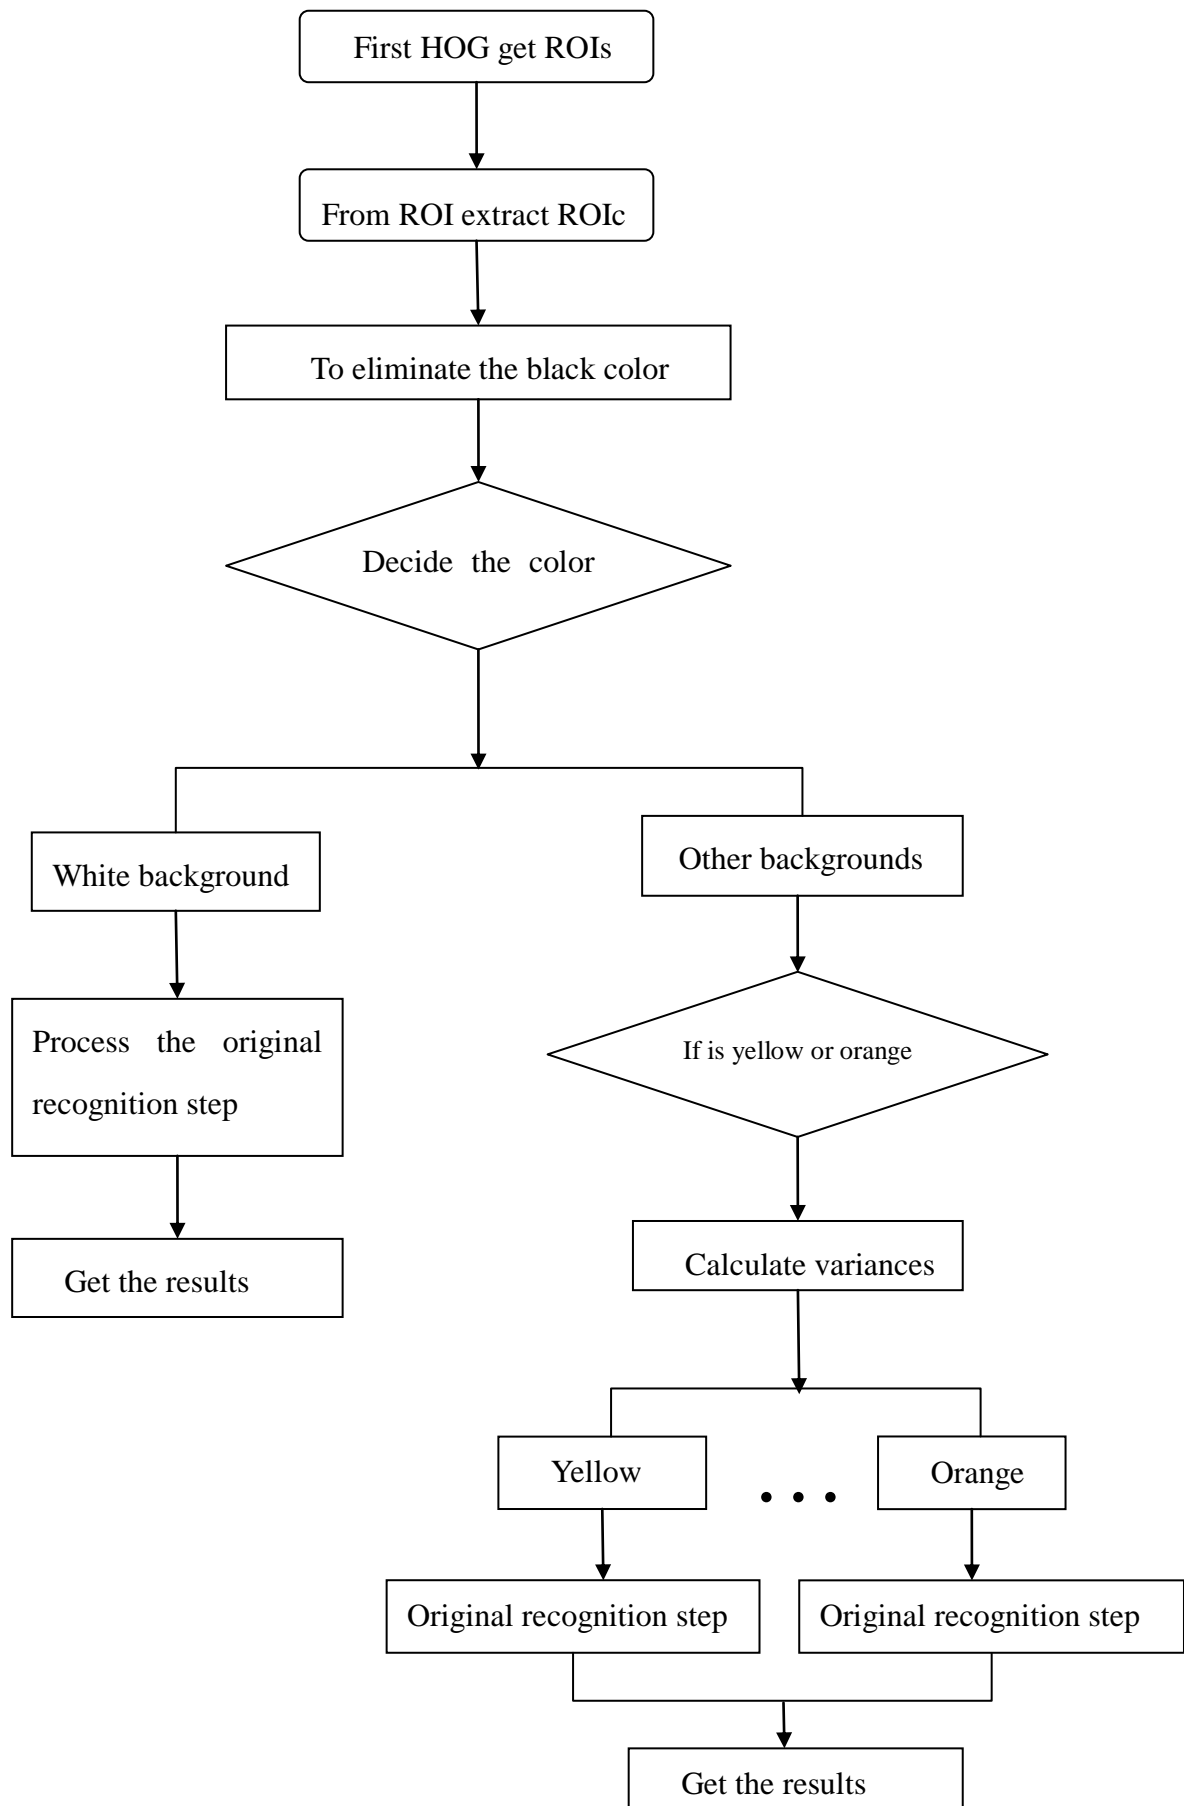 First HOG get ROIs
From ROI extract ROIc
To eliminate the black color
Decide the color
White background
Other backgrounds
Process the original
recognition step
If is yellow or orange
Get the results
Calculate variances
Yellow
• • •
Orange
Original recognition step
Original recognition step
Get the results